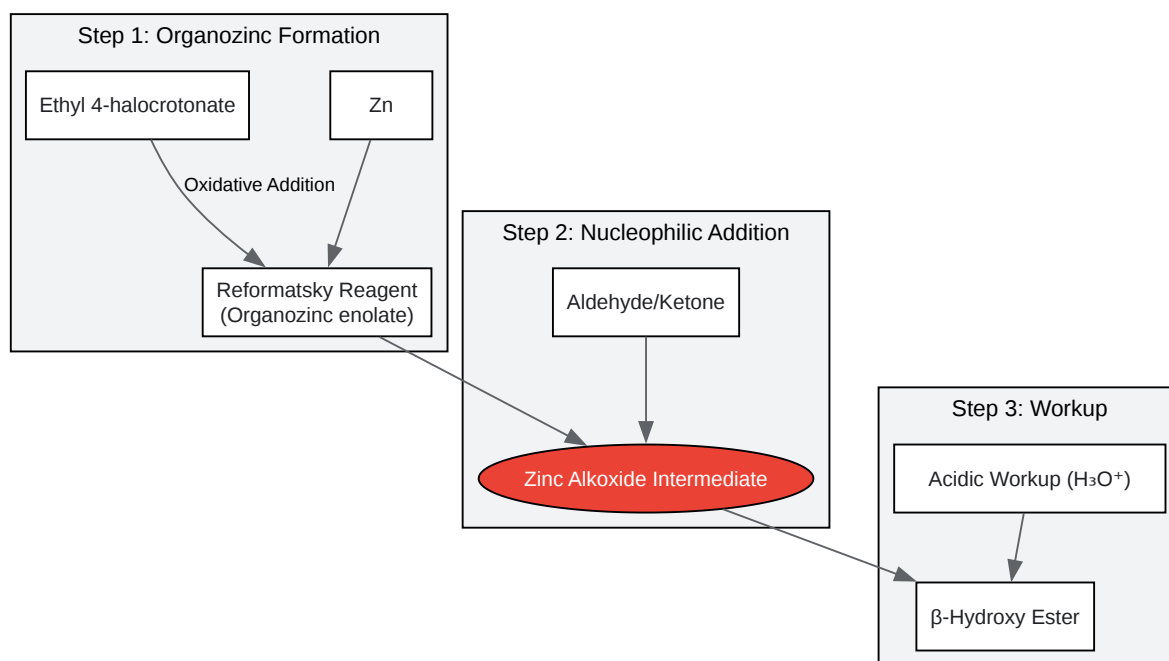 Step 1: Organozinc Formation
Ethyl 4-halocrotonate
Zn
Oxidative Addition
Reformatsky Reagent
(Organozinc enolate)
Step 2: Nucleophilic Addition
Aldehyde/Ketone
Zinc Alkoxide Intermediate
Step 3: Workup
Acidic Workup (H₃O⁺)
β-Hydroxy Ester